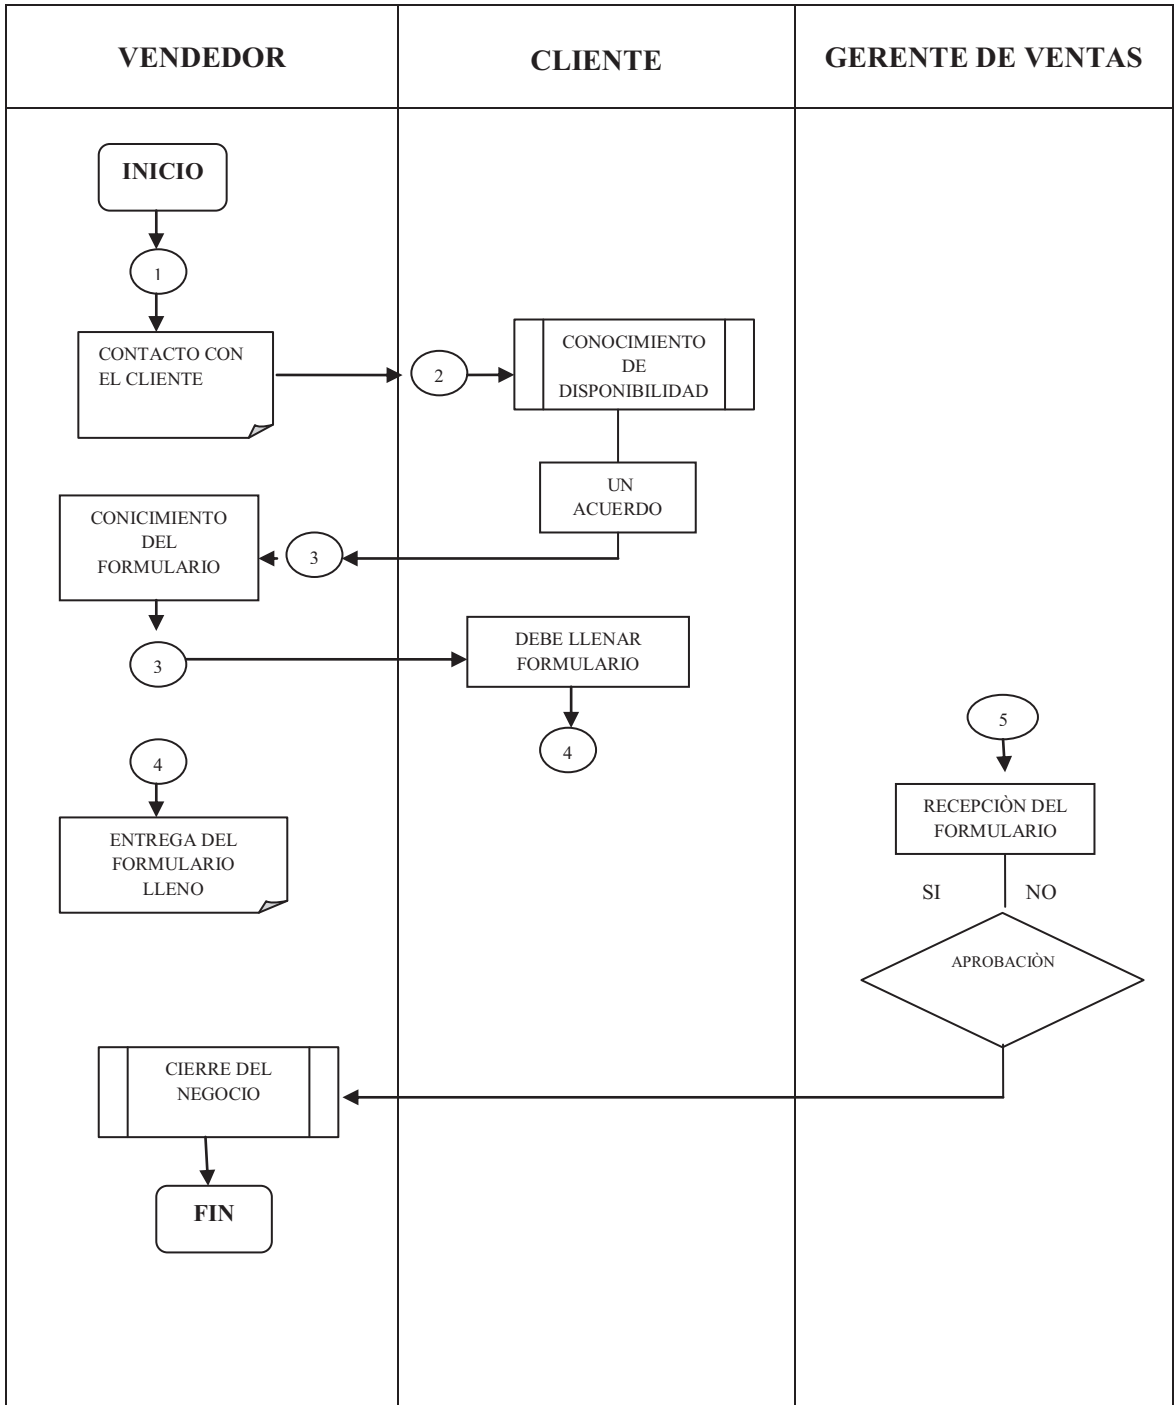 VENDEDOR
CLIENTE
GERENTE DE VENTAS
INICIO
1
CONTACTO CON
EL CLIENTE
2
CONOCIMIENTO
DE
DISPONIBILIDAD
UN
ACUERDO
CONICIMIENTO
DEL
FORMULARIO
3
3
DEBE LLENAR
FORMULARIO
4
4
ENTREGA DEL
FORMULARIO
LLENO
5
RECEPCIÒN DEL
FORMULARIO
SI
NO
APROBACIÒN
CIERRE DEL
NEGOCIO
FIN